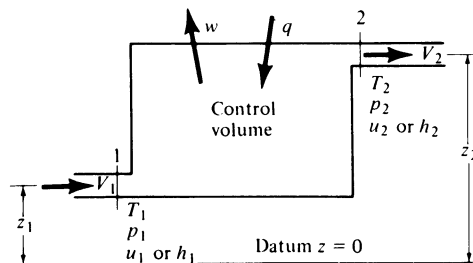 w
q
2
V₂
T₂
p₂
u₂ or h₂
Control
volume
1
V₁
z₁
T₁
p₁
u₁ or h₁
Datum z = 0